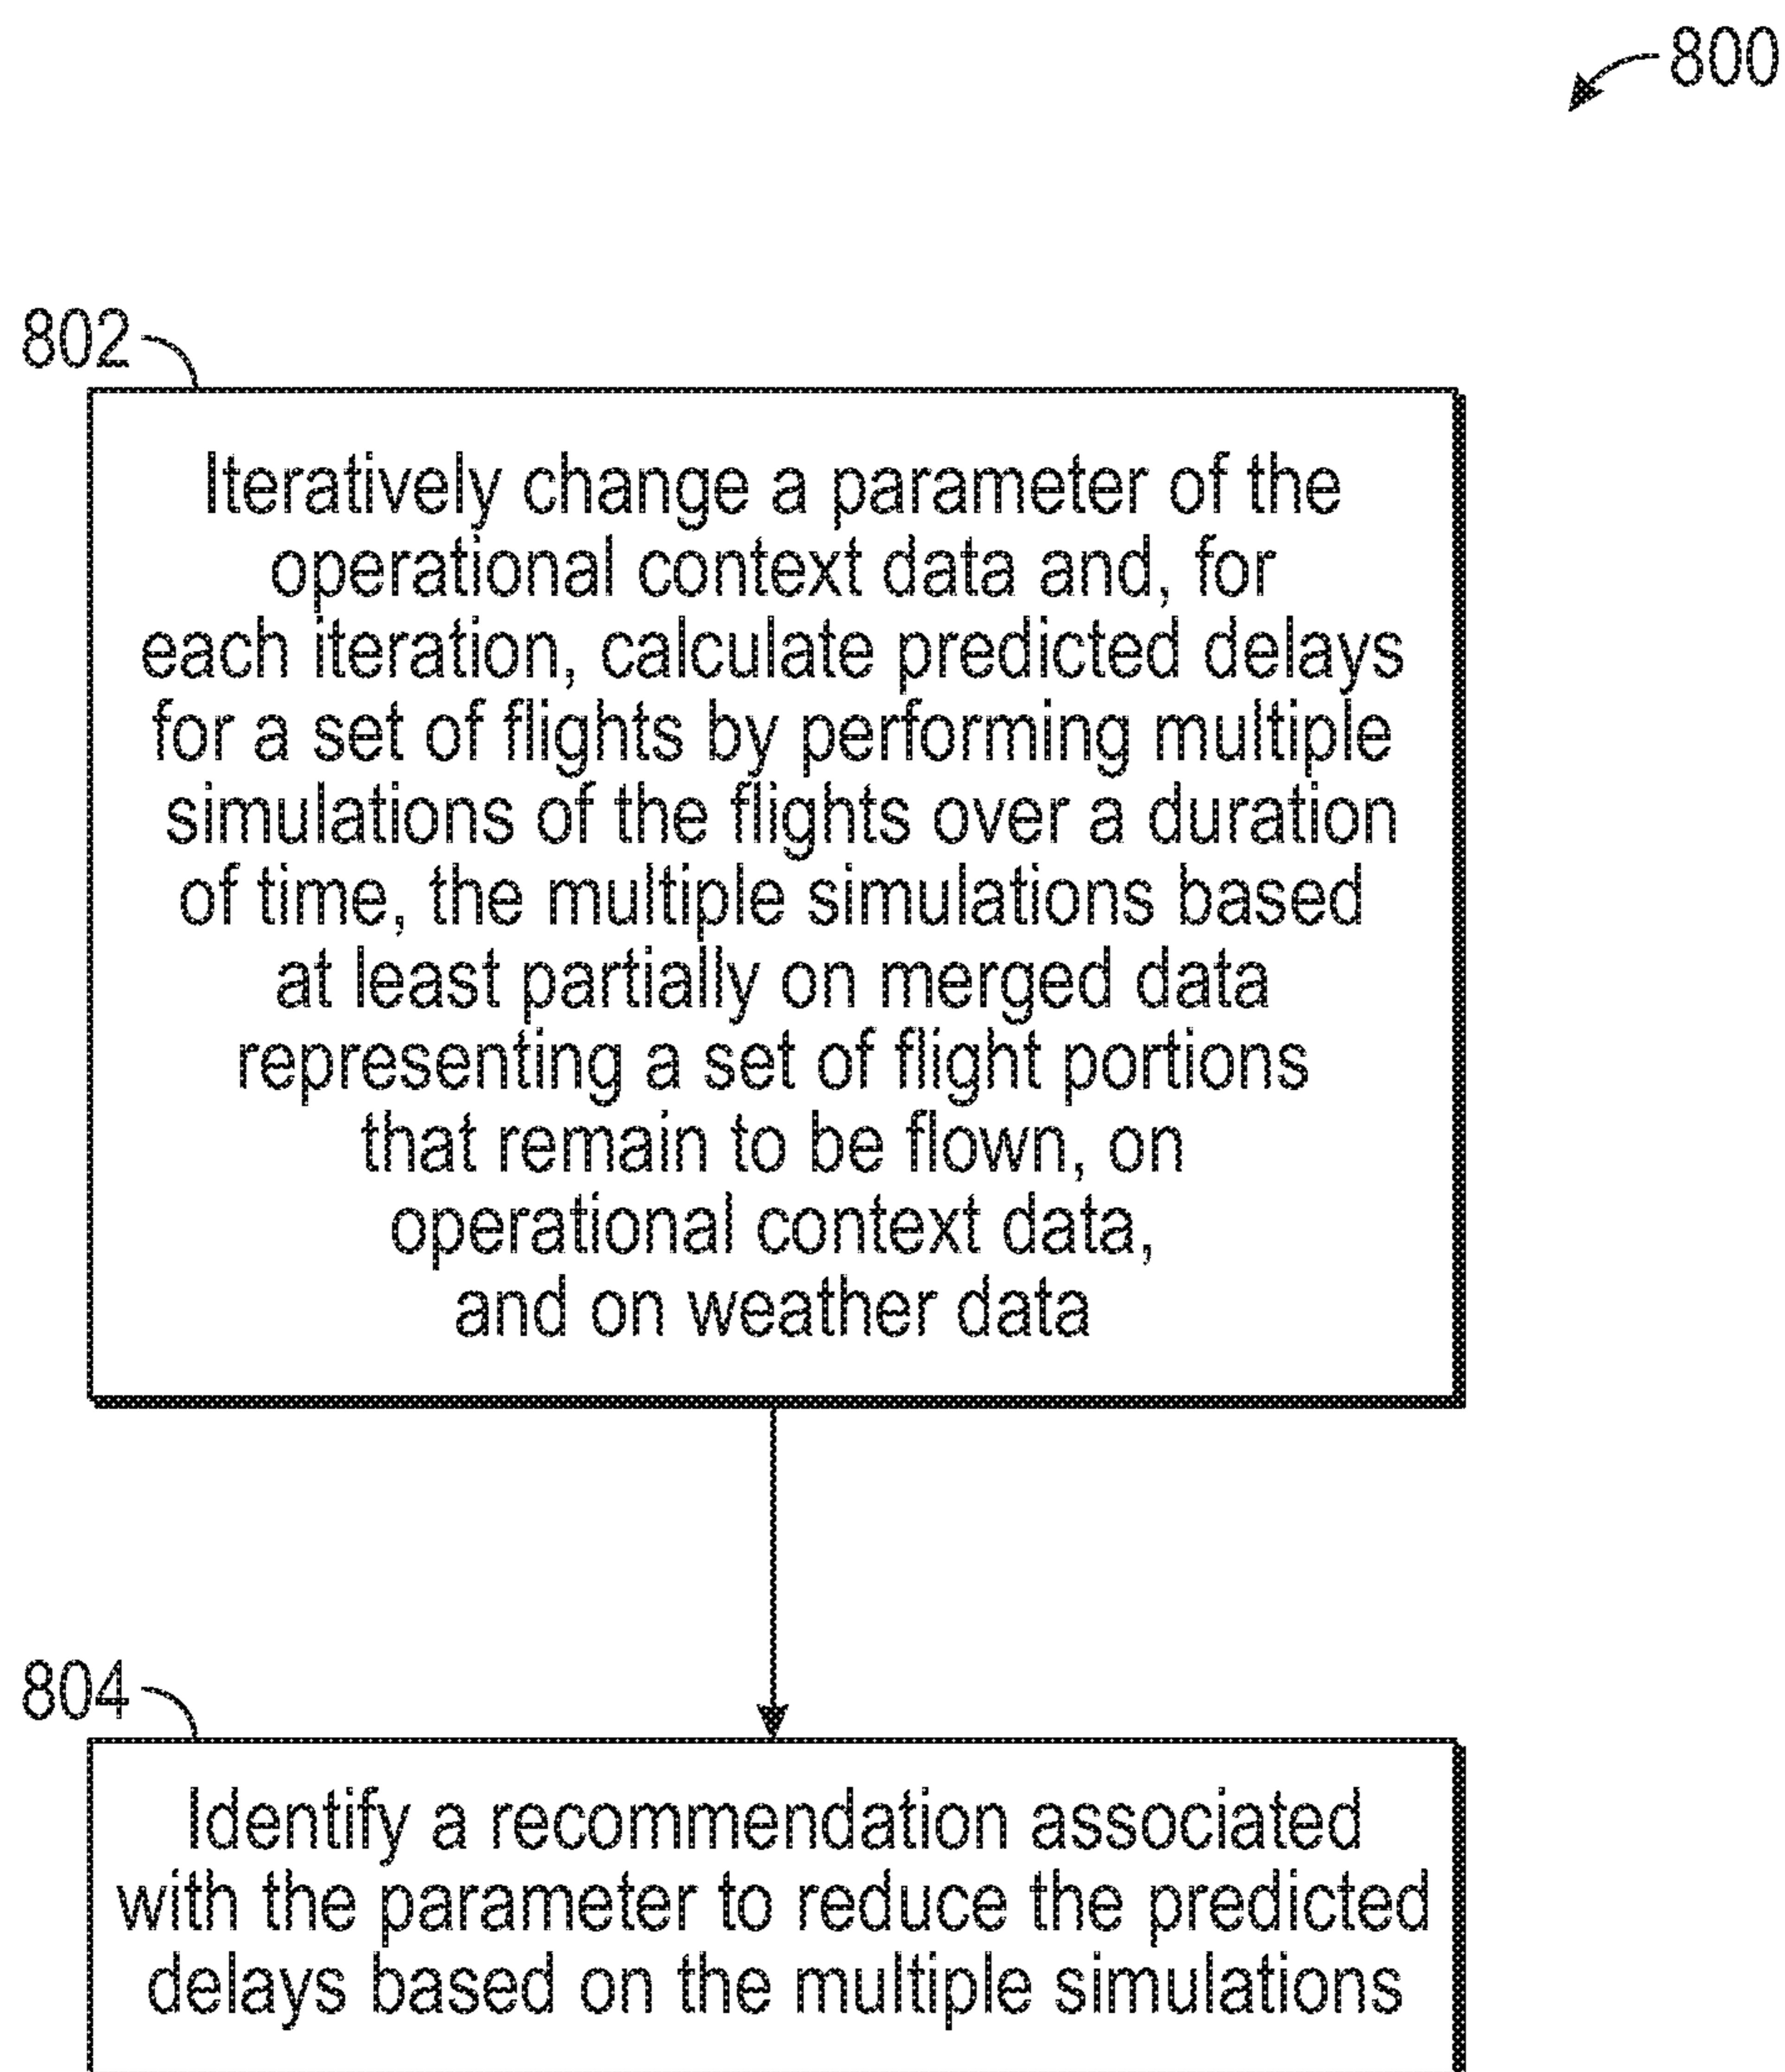 800
802
Iteratively change a parameter of the
operational context data and, for
each iteration, calculate predicted delays
for a set of flights by performing multiple
simulations of the flights over a duration
of time, the multiple simulations based
at least partially on merged data
representing a set of flight portions
that remain to be flown, on
operational context data,
and on weather data
804
Identify a recommendation associated
with the parameter to reduce the predicted
delays based on the multiple simulations